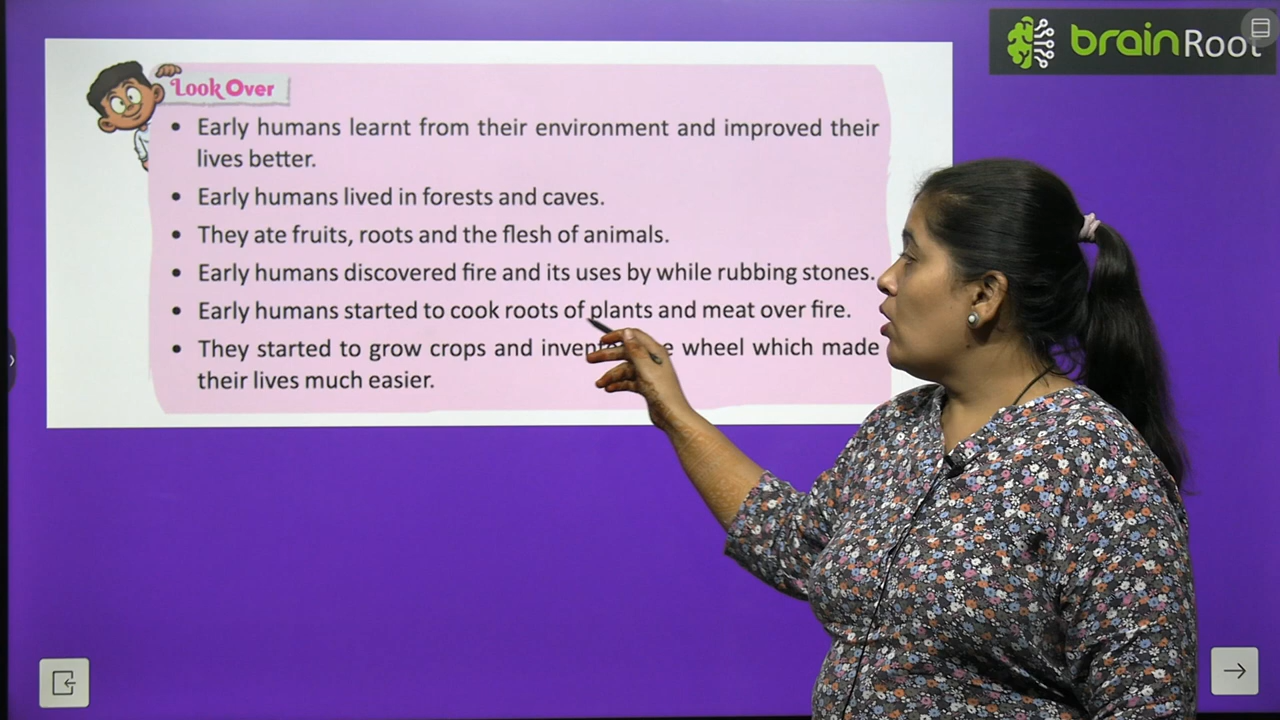 brainRoot
Look Over
• Early humans learnt from their environment and improved their
lives better.
• Early humans lived in forests and caves.
• They ate fruits, roots and the flesh of animals.
• Early humans discovered fire and its uses by while rubbing stones.
• Early humans started to cook roots of plants and meat over fire.
• They started to grow crops and wheel which made
their lives much easier.